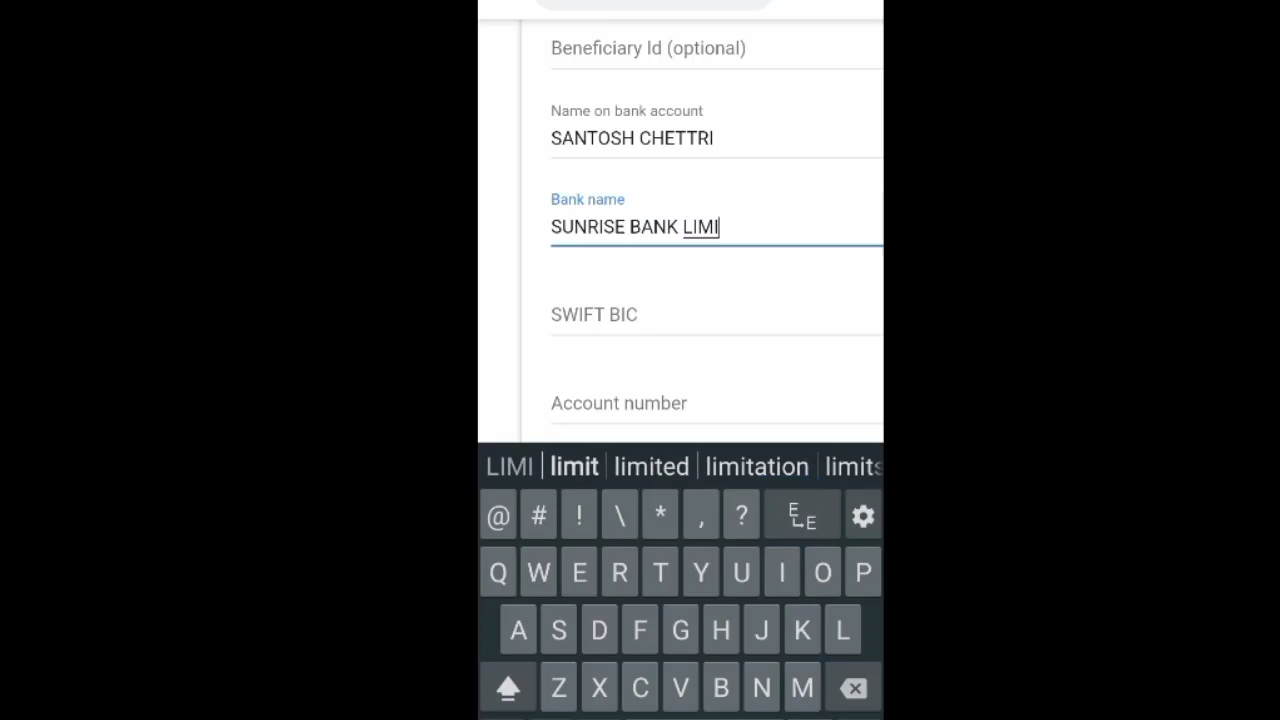 Beneficiary Id (optional)
Name on bank account
SANTOSH CHETTRI
Bank name
SUNRISE BANK LIMI
SWIFT BIC
Account number
LIMI limit limited limitation limits
@ # ! \ * , ? E E
Q W E R T Y U I O P
A S D F G H J K L
Z X C V B N M